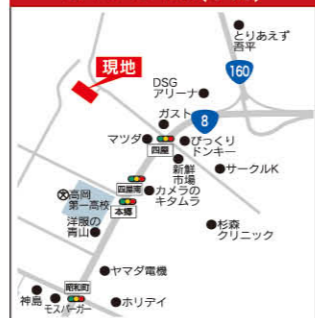 とりあえず
吾平
現地
160
DSG
アリーナ
ガスト
8
マツダ
四屋
びっくり
ドンキー
新鮮
市場
サークルK
四屋南
カメラの
キタムラ
高岡
第一高校
本郷
洋服の
青山
杉森
クリニック
ヤマダ電機
昭和町
神島
モスバーガー
ホリデイ